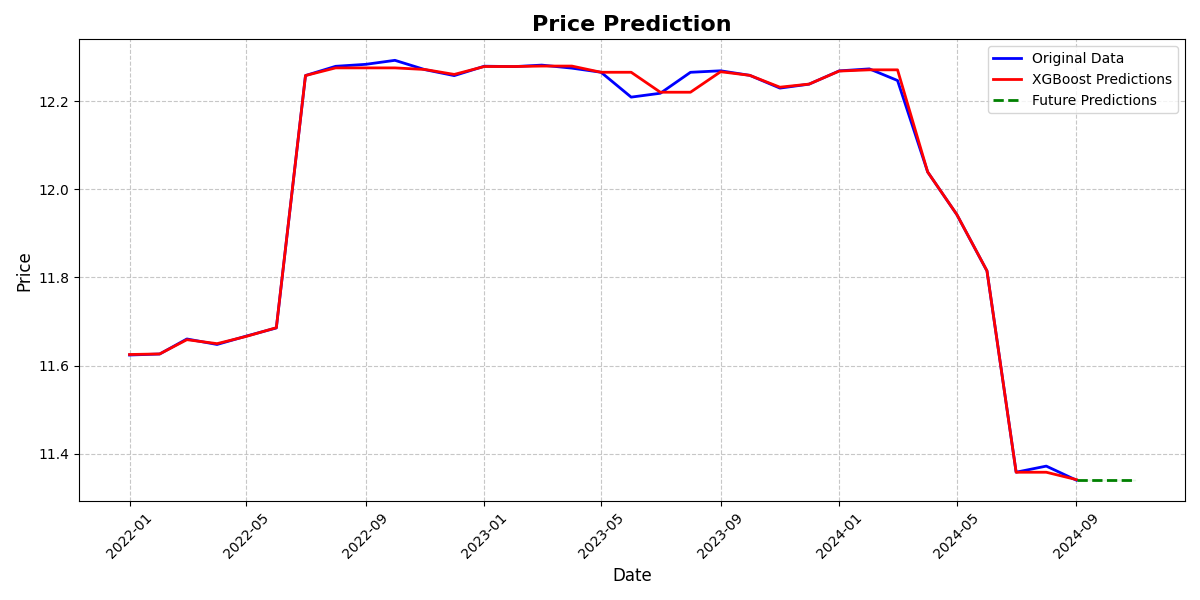 Price Prediction
Original Data
XGBoost Predictions
Future Predictions
Price
12.2
12.0
11.8
11.6
11.4
2022-01
2022-05
2022-09
2023-01
2023-05
2023-09
2024-01
2024-05
2024-09
Date